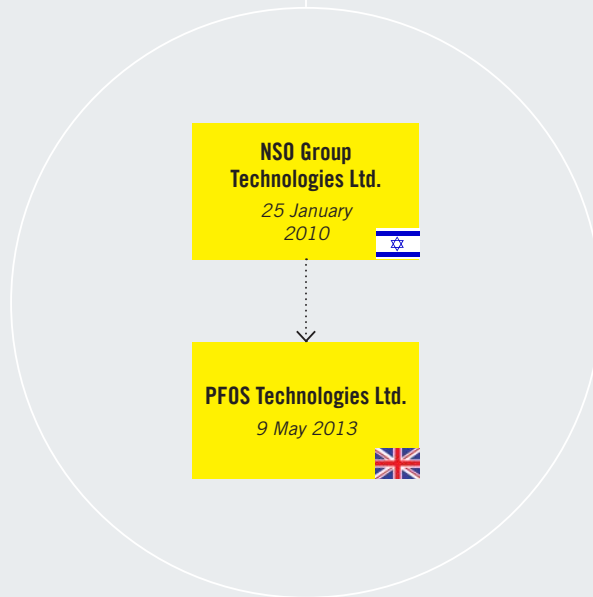 NSO Group
Technologies Ltd.
25 January
2010
PFOS Technologies Ltd.
9 May 2013